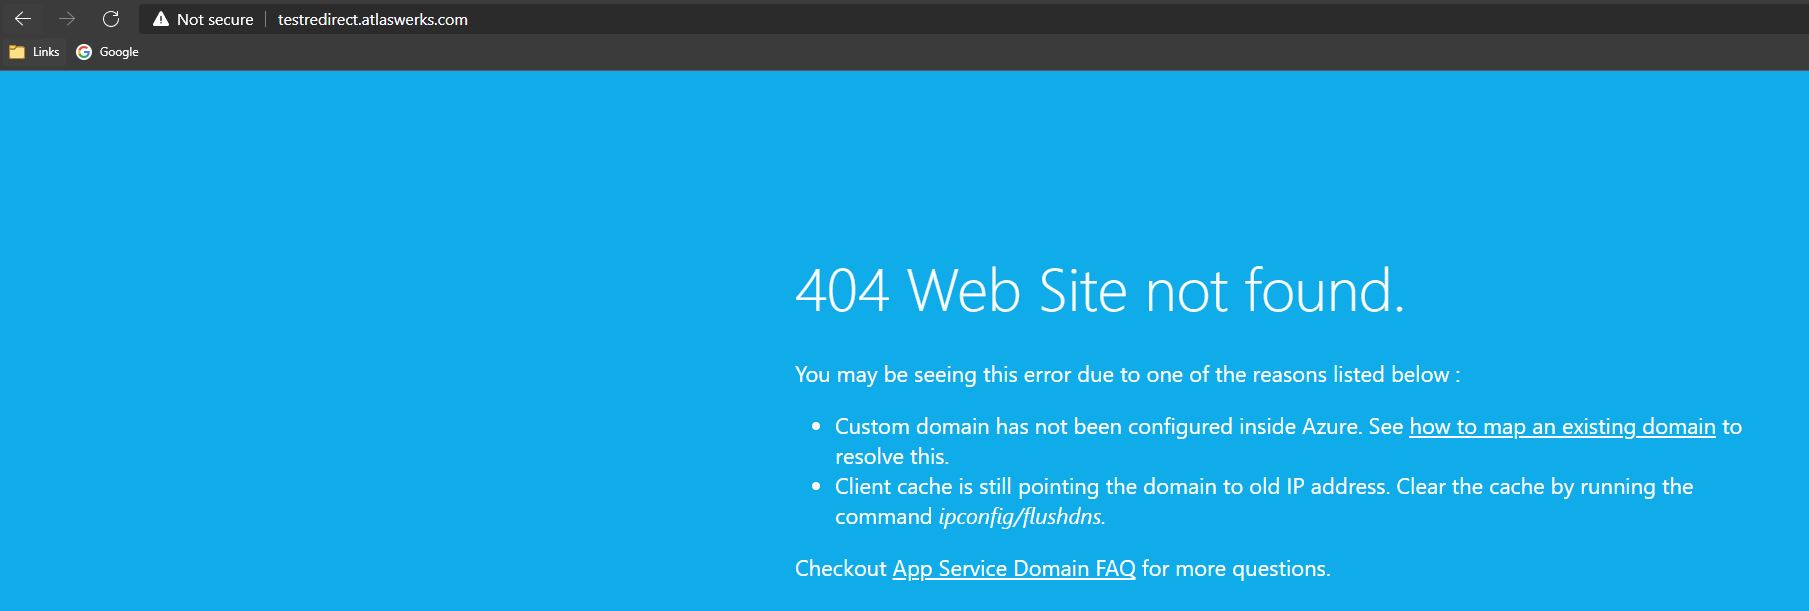 Not secure testredirect.atlaswerks.com
Links Google
404 Web Site not found.
You may be seeing this error due to one of the reasons listed below :
• Custom domain has not been configured inside Azure. See how to map an existing domain to
resolve this.
• Client cache is still pointing the domain to old IP address. Clear the cache by running the
command ipconfig/flushdns.
Checkout App Service Domain FAQ for more questions.